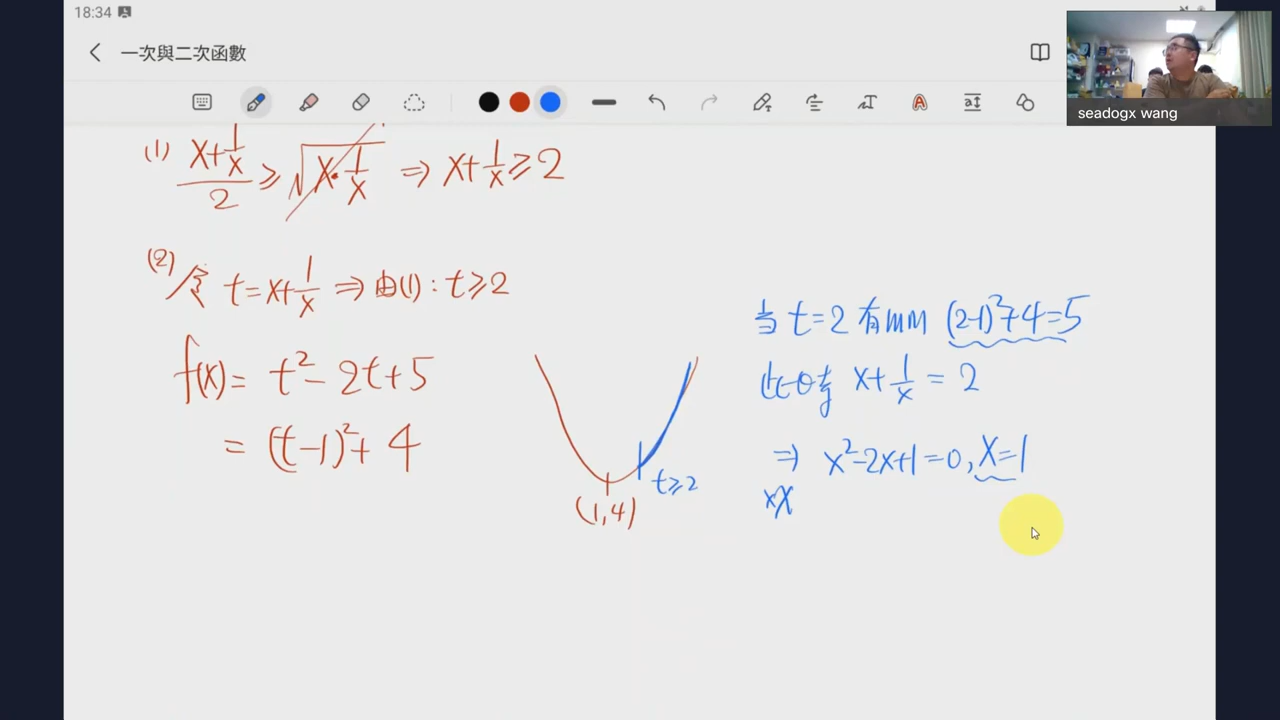 18:34
一次與二次函數
seadogx wang
(1) (x+1/x)/2 ≥ √(x·1/x) ⇒ x+1/x ≥ 2
(2) 令 t=x+1/x ⇒ 由(1): t≥2
f(x)= t²-2t+5
= (t-1)²+4
(1,4)
t≥2
当 t=2 有min (2-1)²+4=5
此时 x+1/x = 2
⇒ x²-2x+1=0, x=1